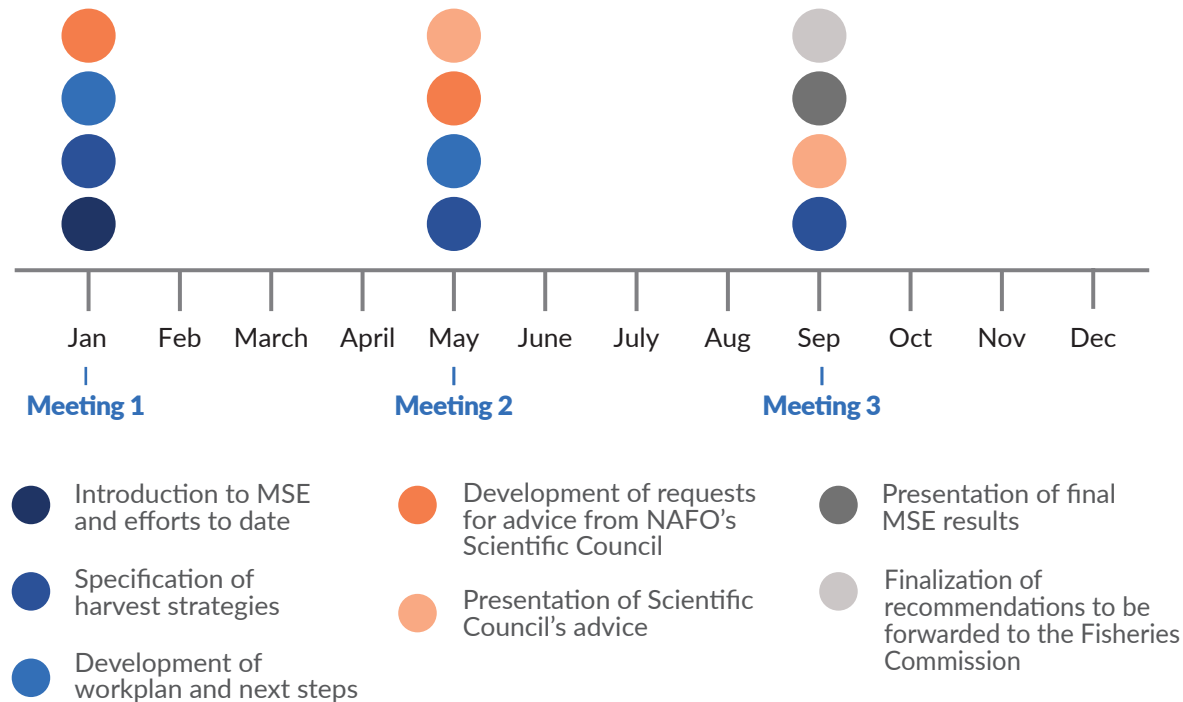 Jan Feb March April May June July Aug Sep Oct Nov Dec
Meeting 1 Meeting 2 Meeting 3
Introduction to MSE
and efforts to date
Specification of
harvest strategies
Development of
workplan and next steps
Development of requests
for advice from NAFO's
Scientific Council
Presentation of Scientific
Council's advice
Presentation of final
MSE results
Finalization of
recommendations to be
forwarded to the Fisheries
Commission